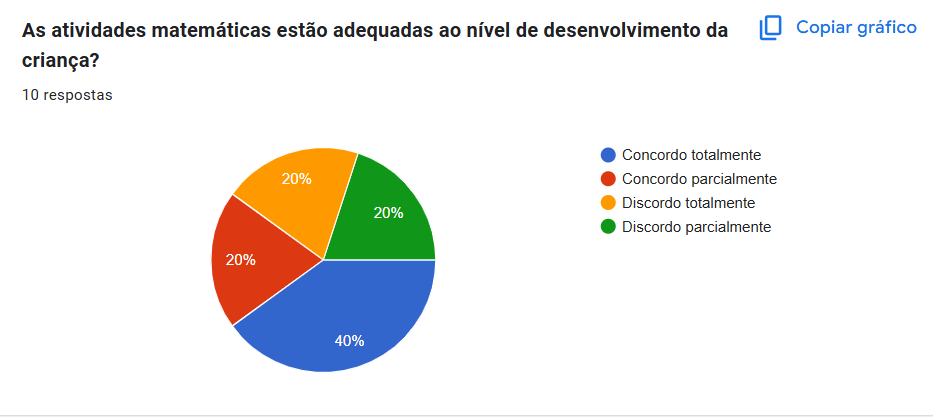 As atividades matemáticas estão adequadas ao nível de desenvolvimento da
criança?
Copiar gráfico
10 respostas
Concordo totalmente
Concordo parcialmente
Discordo totalmente
Discordo parcialmente
20%
20%
20%
40%